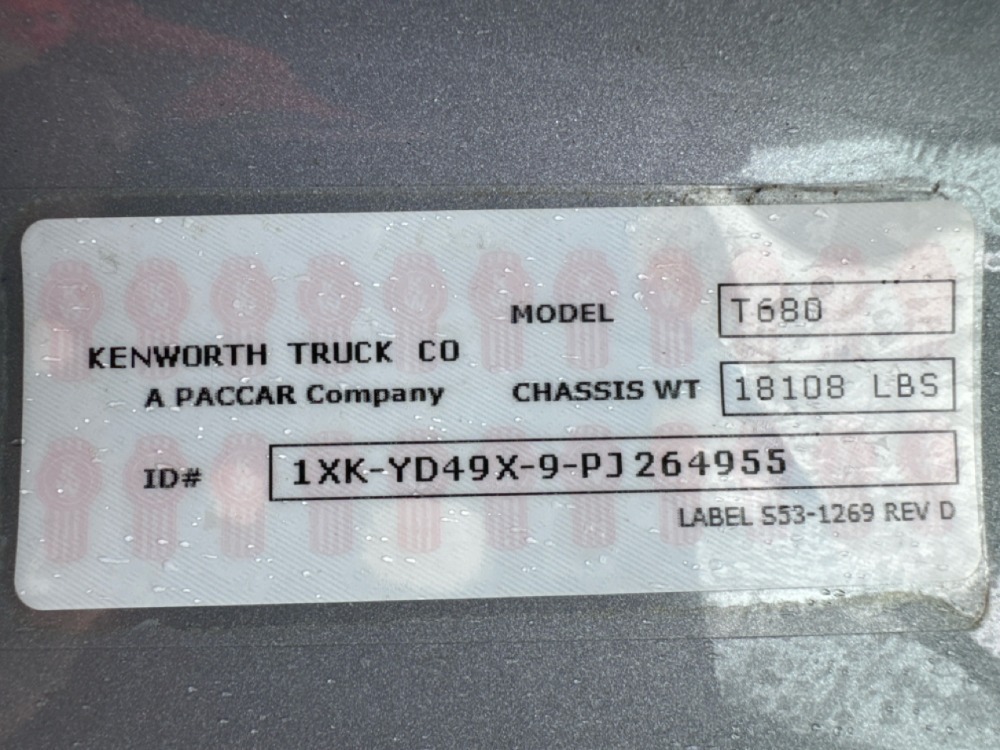 MODEL T680
KENWORTH TRUCK CO
A PACCAR Company
CHASSIS WT 18108 LBS
ID# 1XK-YD49X-9-PJ264955
LABEL S53-1269 REV D